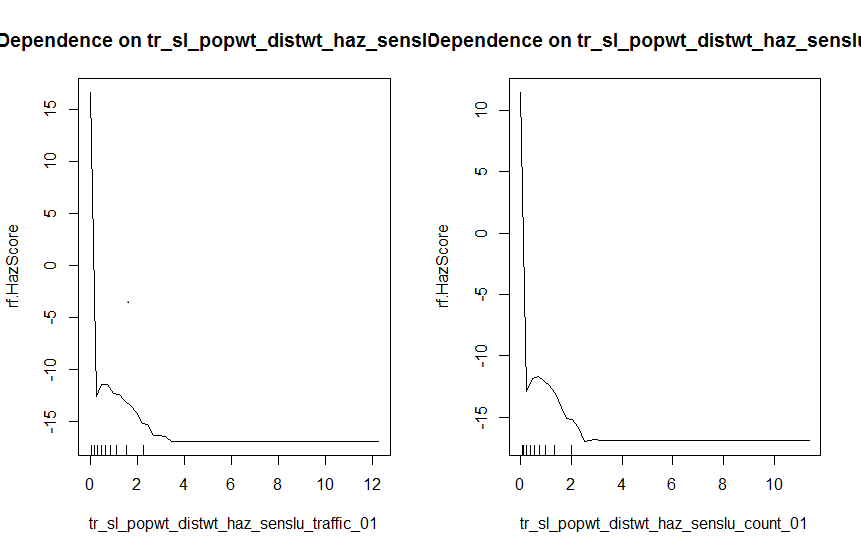 Dependence on tr_sl_popwt_distwt_haz_sensl
rf.HazScore
15
10
5
0
-5
-10
-15
0 2 4 6 8 10 12
tr_sl_popwt_distwt_haz_senslu_traffic_01
Dependence on tr_sl_popwt_distwt_haz_senslu
rf.HazScore
10
5
0
-5
-10
-15
0 2 4 6 8 10
tr_sl_popwt_distwt_haz_senslu_count_01